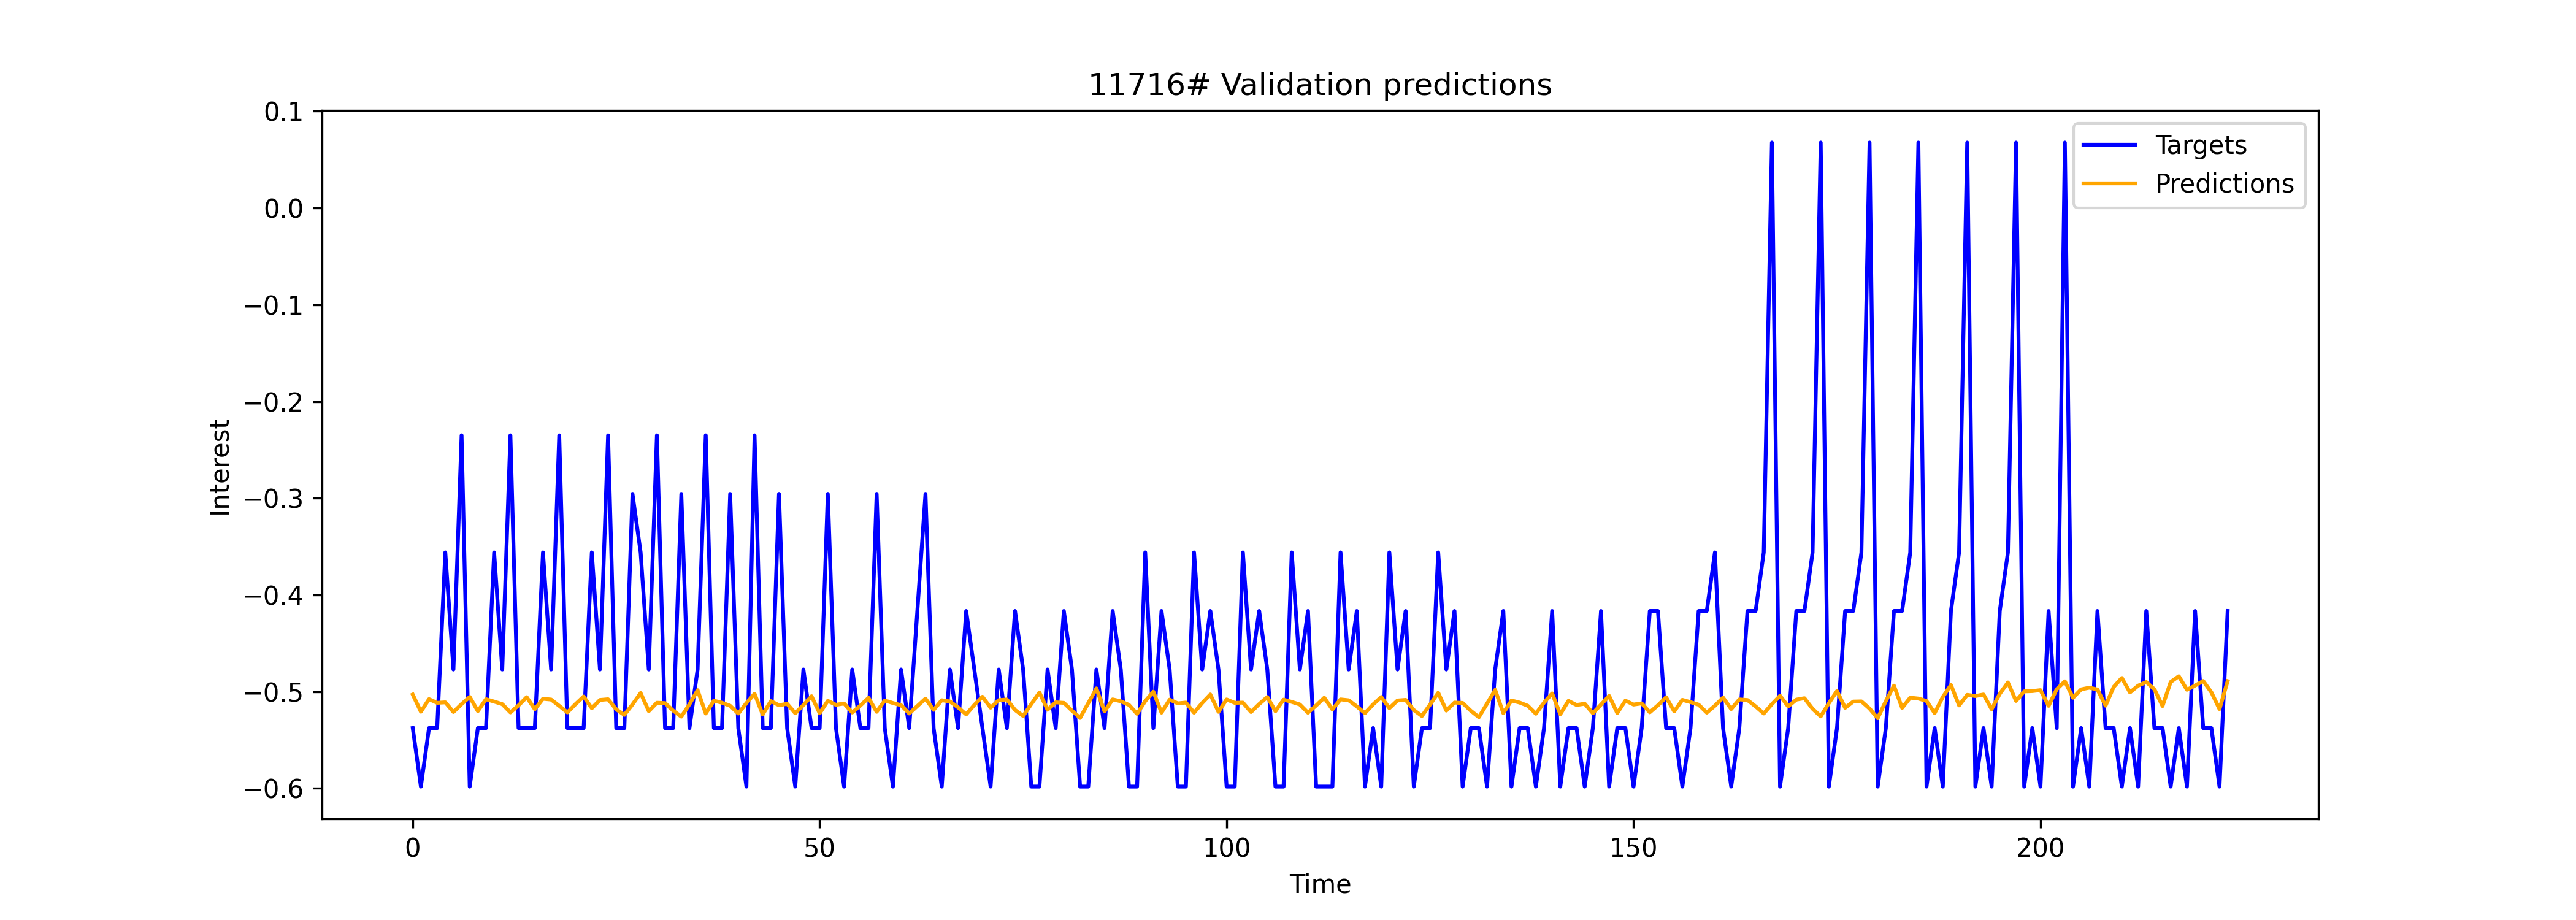 11716# Validation predictions
0.1
0.0
−0.1
−0.2
−0.3
−0.4
−0.5
−0.6
Interest
Targets
Predictions
0 50 100 150 200
Time